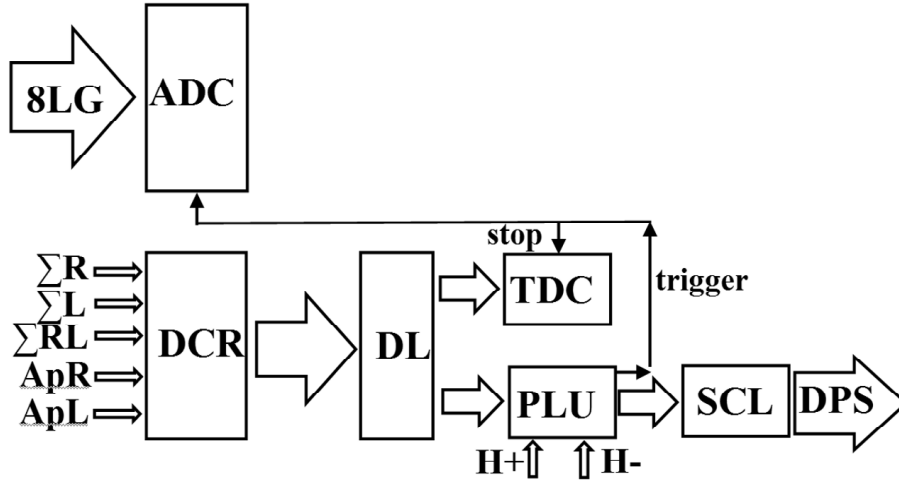 8LG
ADC
stop
trigger
∑R
∑L
∑RL
ApR
ApL
DCR
DL
TDC
PLU
SCL
DPS
H+
H-